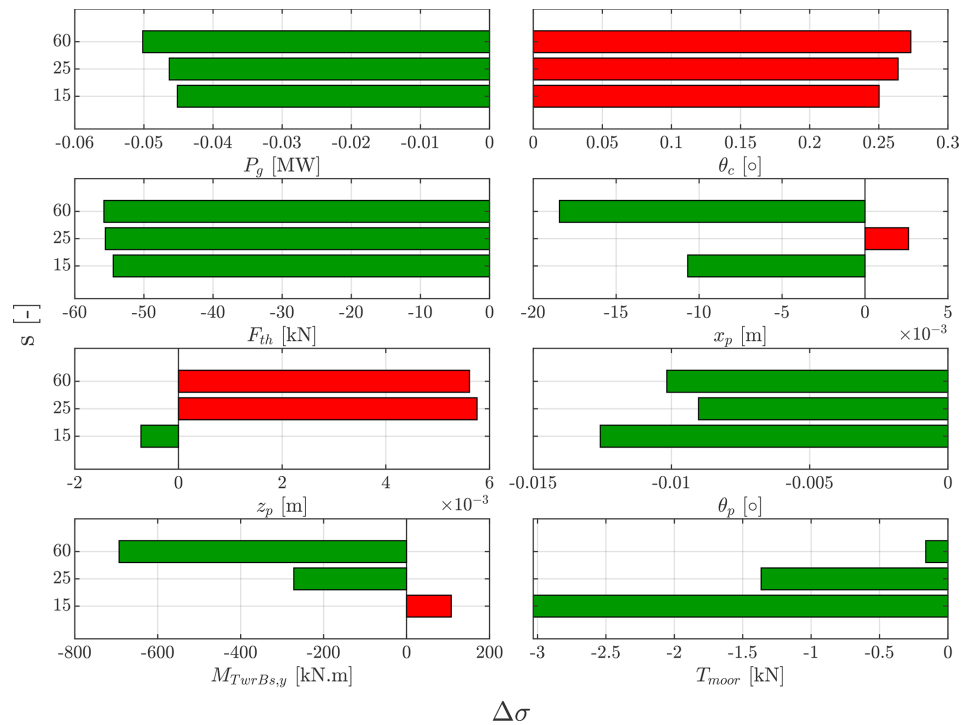 60
25
15
-0.06 -0.05 -0.04 -0.03 -0.02 -0.01 0
P_g [MW]
0 0.05 0.1 0.15 0.2 0.25 0.3
θ_c [∘]
60
25
15
-60 -50 -40 -30 -20 -10 0
F_th [kN]
-20 -15 -10 -5 0 5
x_p [m] ×10^-3
s [-]
60
25
15
-2 0 2 4 6
z_p [m] ×10^-3
-0.015 -0.01 -0.005 0
θ_p [∘]
60
25
15
-800 -600 -400 -200 0 200
M_TwrBs,y [kN.m]
-3 -2.5 -2 -1.5 -1 -0.5 0
T_moor [kN]
Δσ